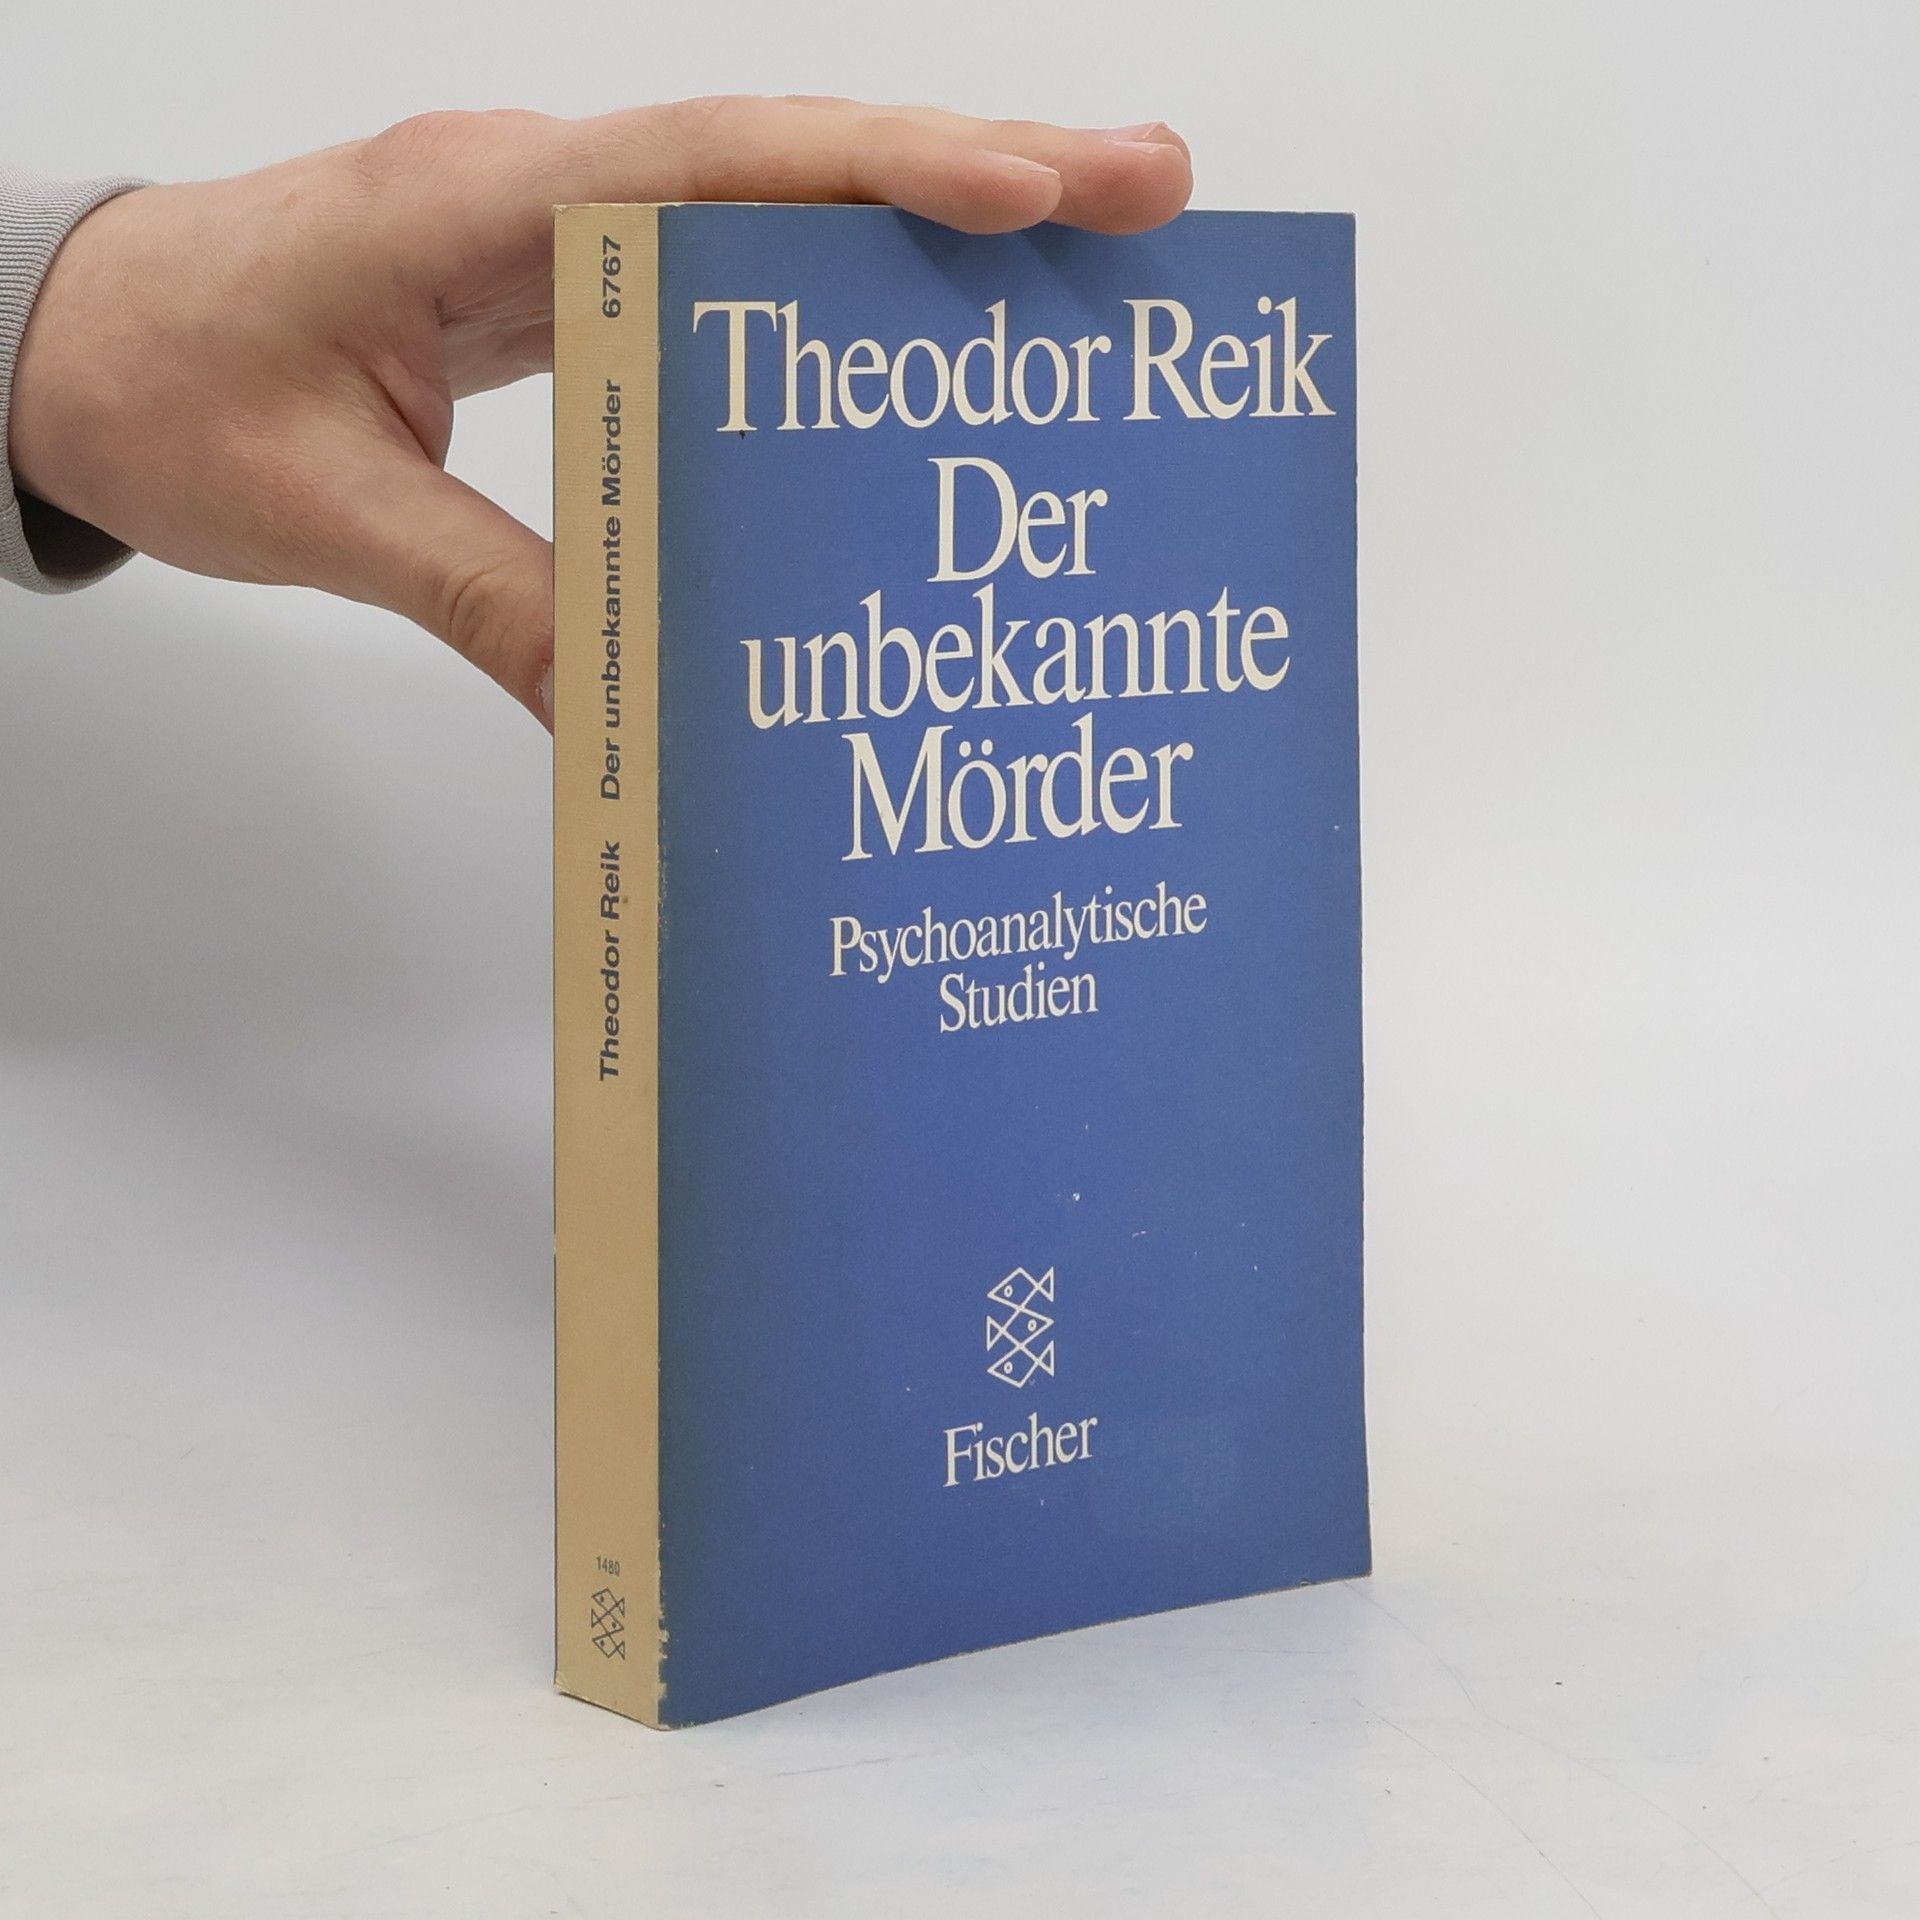 Theodor Reik
Der
unbekannte
Mörder
Psychoanalytische
Studien
Fischer
Theodor Reik Der unbekannte Mörder 6767
1480